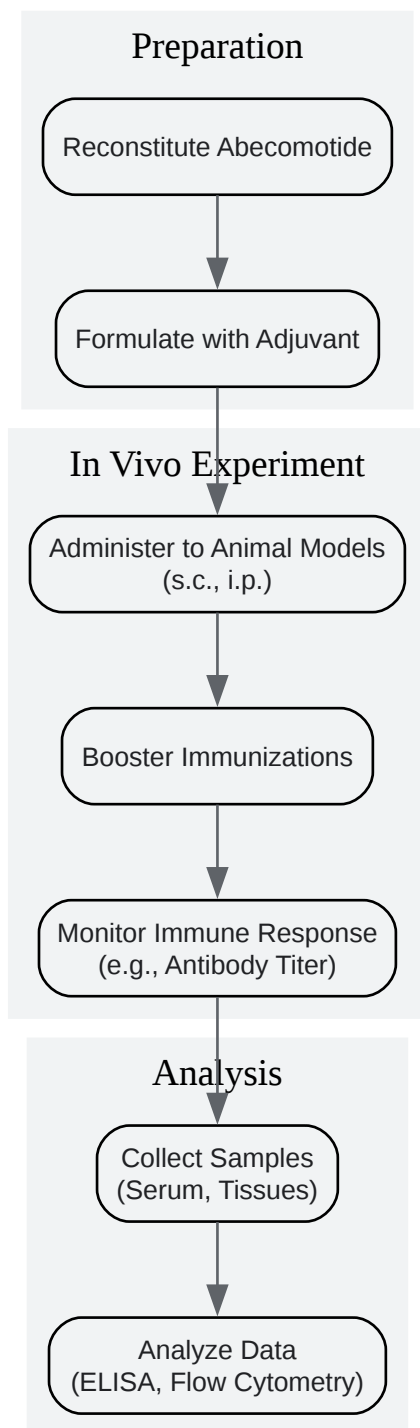 Preparation
Reconstitute Abecomotide
Formulate with Adjuvant
In Vivo Experiment
Administer to Animal Models
(s.c., i.p.)
Booster Immunizations
Monitor Immune Response
(e.g., Antibody Titer)
Analysis
Collect Samples
(Serum, Tissues)
Analyze Data
(ELISA, Flow Cytometry)